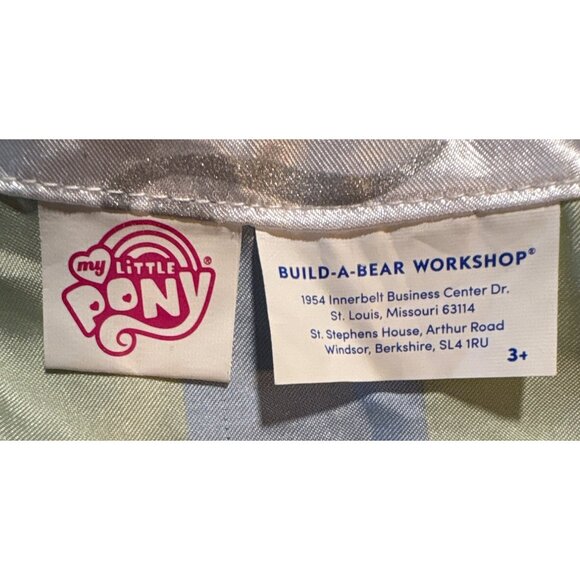 my LiTTLE ®
PONY
BUILD-A-BEAR WORKSHOP®
1954 Innerbelt Business Center Dr.
St. Louis, Missouri 63114
St. Stephens House, Arthur Road
Windsor, Berkshire, SL4 1RU
3+